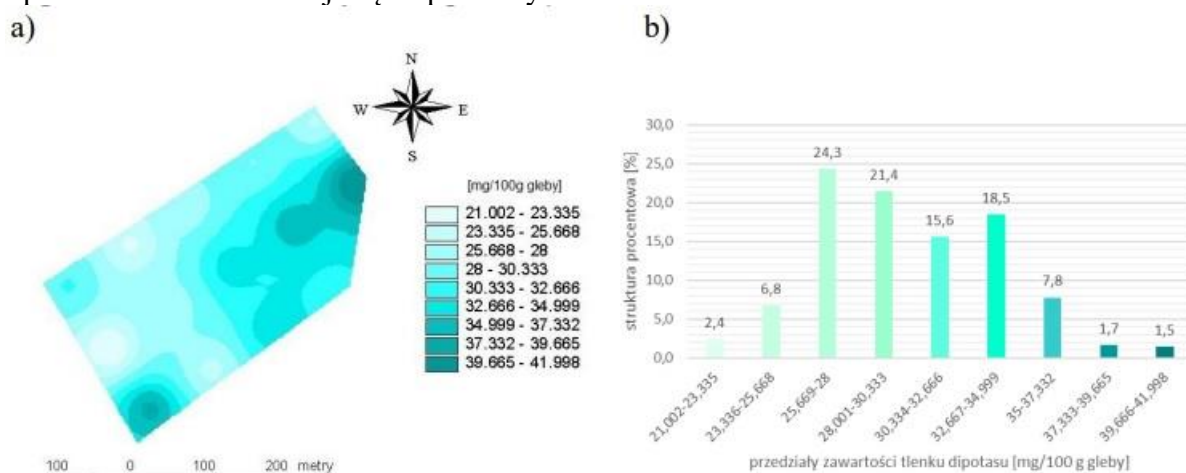 a)
N
W E
S
[mg/100g gleby]
21.002 - 23.335
23.335 - 25.668
25.668 - 28
28 - 30.333
30.333 - 32.666
32.666 - 34.999
34.999 - 37.332
37.332 - 39.665
39.665 - 41.998
100 0 100 200 metry
b)
struktura procentowa [%]
30,0
25,0
20,0
15,0
10,0
5,0
0,0
2,4
6,8
24,3
21,4
15,6
18,5
7,8
1,7
1,5
21,002-23,335
23,336-25,668
25,669-28
28,001-30,333
30,334-32,666
32,667-34,999
35-37,332
37,333-39,665
39,666-41,998
przedziały zawartości tlenku dipotasu [mg/100 g gleby]